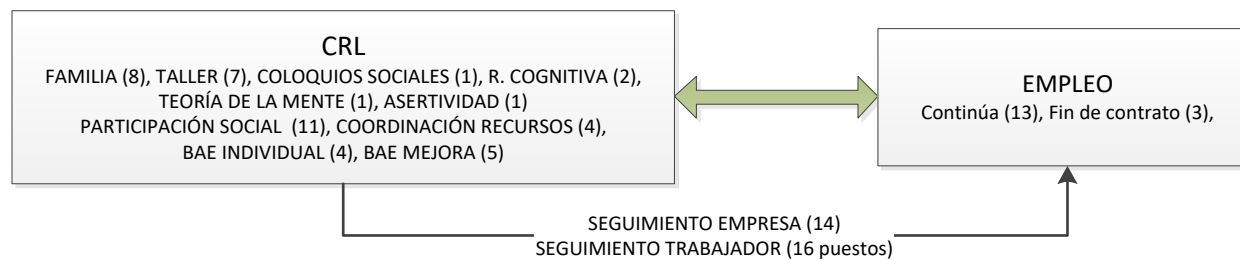 CRL
FAMILIA (8), TALLER (7), COLOQUIOS SOCIALES (1), R. COGNITIVA (2),
TEORÍA DE LA MENTE (1), ASERTIVIDAD (1)
PARTICIPACIÓN SOCIAL  (11), COORDINACIÓN RECURSOS (4),
BAE INDIVIDUAL (4), BAE MEJORA (5)
EMPLEO
Continúa (13), Fin de contrato (3),
SEGUIMIENTO EMPRESA (14)
SEGUIMIENTO TRABAJADOR (16 puestos)